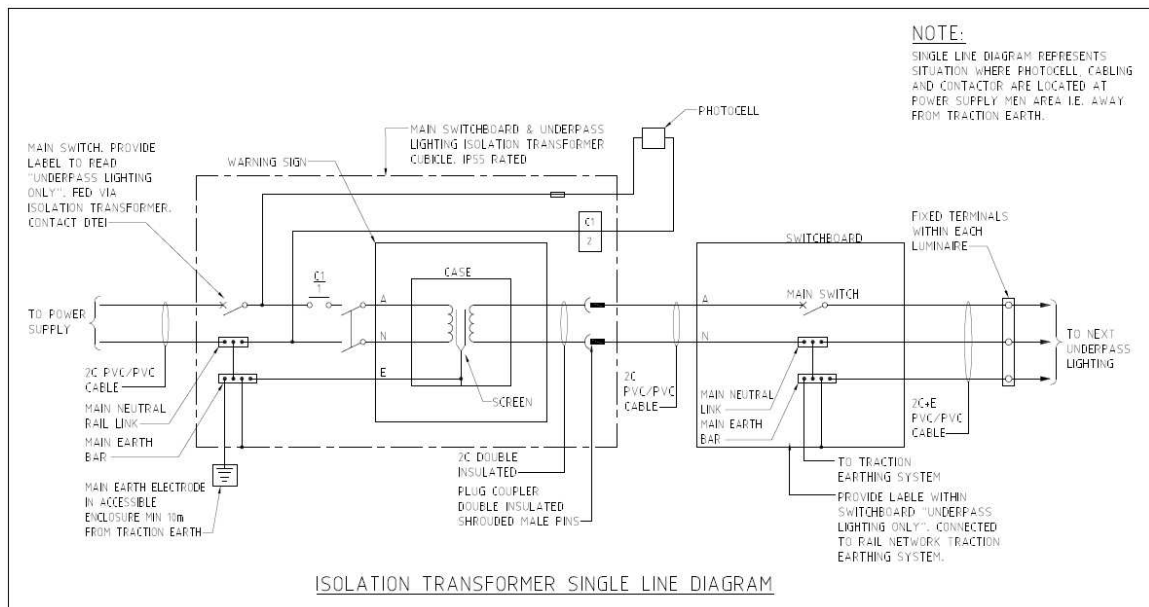 NOTE:
SINGLE LINE DIAGRAM REPRESENTS
SITUATION WHERE PHOTOCELL, CABLING
AND CONTACTOR ARE LOCATED AT
POWER SUPPLY MEN AREA I.E. AWAY
FROM TRACTION EARTH.
PHOTOCELL
MAIN SWITCHBOARD & UNDERPASS
LIGHTING ISOLATION TRANSFORMER
CUBICLE. IP55 RATED
WARNING SIGN
MAIN SWITCH. PROVIDE
LABEL TO READ
"UNDERPASS LIGHTING
ONLY". FED VIA
ISOLATION TRANSFORMER.
CONTACT DTEI
C1
2
FIXED TERMINALS
WITHIN EACH
LUMINAIRE
SWITCHBOARD
CASE
C1
1
A
A
MAIN SWITCH
TO POWER
SUPPLY
N
N
TO NEXT
UNDERPASS
LIGHTING
E
2C PVC/PVC
CABLE
SCREEN
2C
PVC/PVC
CABLE
MAIN NEUTRAL
LINK
MAIN EARTH
BAR
2C+E
PVC/PVC
CABLE
MAIN NEUTRAL
RAIL LINK
MAIN EARTH
BAR
2C DOUBLE
INSULATED
PLUG COUPLER
DOUBLE INSULATED
SHROUDED MALE PINS
TO TRACTION
EARTHING SYSTEM
PROVIDE LABLE WITHIN
SWITCHBOARD "UNDERPASS
LIGHTING ONLY". CONNECTED
TO RAIL NETWORK TRACTION
EARTHING SYSTEM.
MAIN EARTH ELECTRODE
IN ACCESSIBLE
ENCLOSURE MIN 10m
FROM TRACTION EARTH
ISOLATION TRANSFORMER SINGLE LINE DIAGRAM